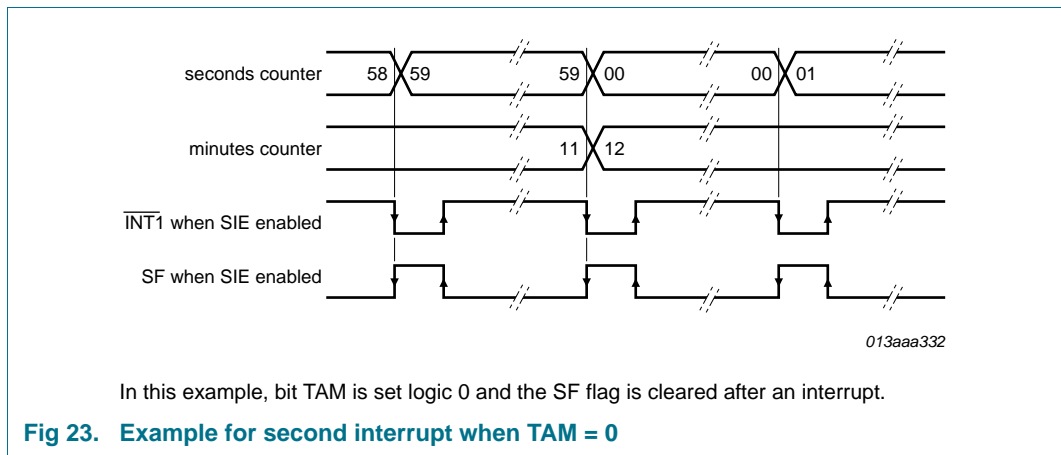 seconds counter 58 59 59 00 00 01
minutes counter 11 12
INT1 when SIE enabled
SF when SIE enabled
013aaa332
In this example, bit TAM is set logic 0 and the SF flag is cleared after an interrupt.
Fig 23. Example for second interrupt when TAM = 0